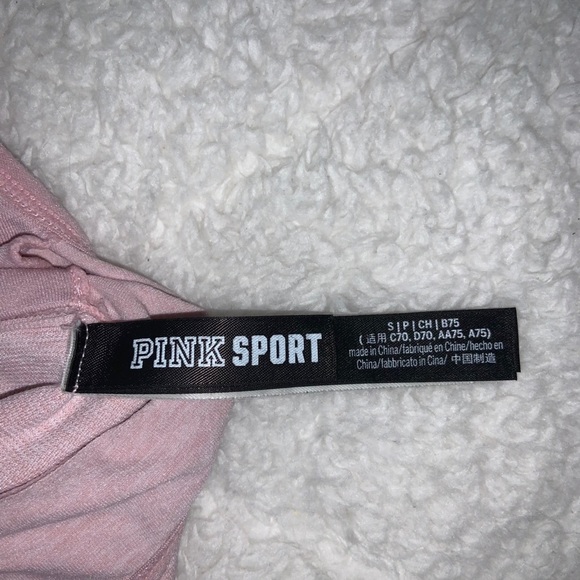 PINK SPORT
S | P | CH | B75
( 适用 C70, D70, AA75, A75)
made in China/fabriqué en Chine/hecho en
China/fabbricato in Cina/ 中国制造